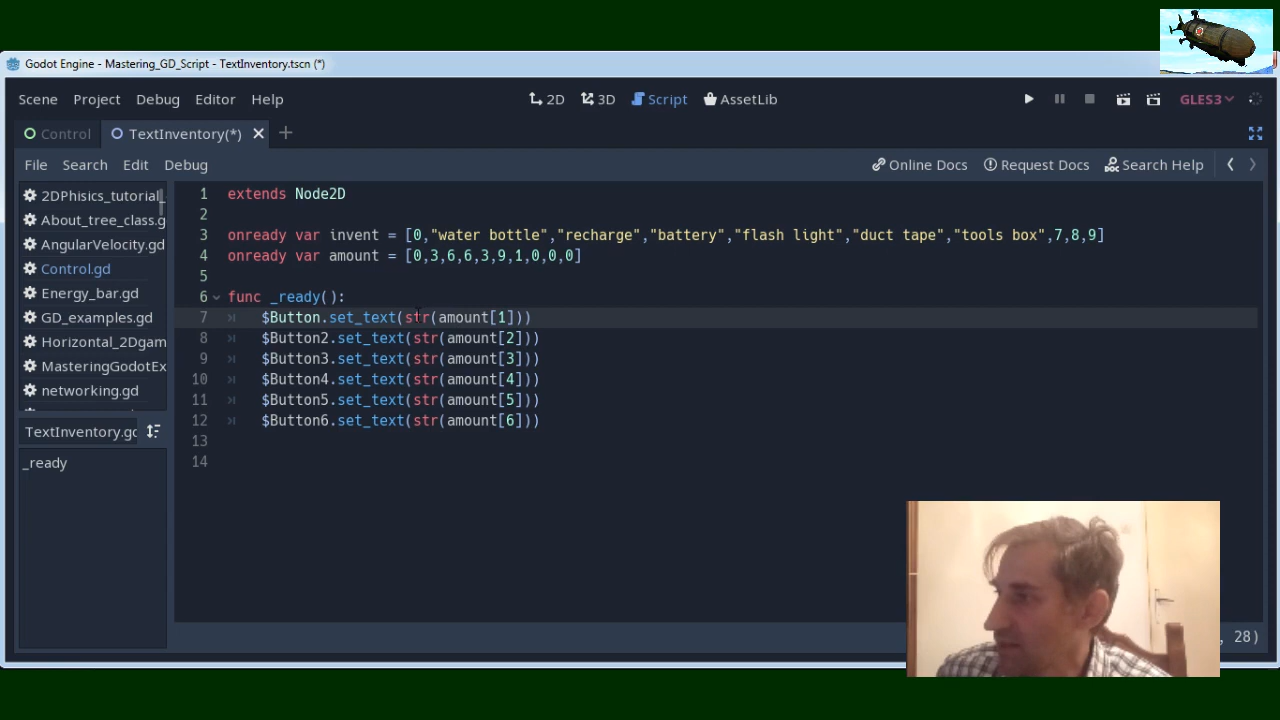 Godot Engine - Mastering_GD_Script - TextInventory.tscn (*)
Scene Project Debug Editor Help 2D 3D Script AssetLib GLES3
Control TextInventory(*)
File Search Edit Debug Online Docs Request Docs Search Help
2DPhisics_tutorial_
About_tree_class.g
AngularVelocity.gd
Control.gd
Energy_bar.gd
GD_examples.gd
Horizontal_2Dgam
MasteringGodotEx
networking.gd
TextInventory.gd
_ready
1 extends Node2D
2
3 onready var invent = [0,"water bottle","recharge","battery","flash light","duct tape","tools box",7,8,9]
4 onready var amount = [0,3,6,6,3,9,1,0,0,0]
5
6 func _ready():
7 $Button.set_text(str(amount[1]))
8 $Button2.set_text(str(amount[2]))
9 $Button3.set_text(str(amount[3]))
10 $Button4.set_text(str(amount[4]))
11 $Button5.set_text(str(amount[5]))
12 $Button6.set_text(str(amount[6]))
13
14
, 28)